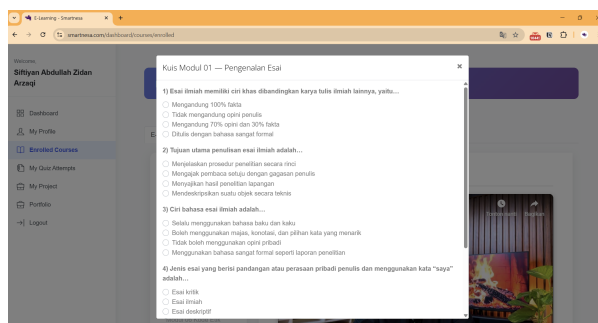 E-Learning - Smartnesa
smartnesa.com/dashboard/courses/enrolled
Welcome,
Siftiyan Abdullah Zidan
Arzaqi
Dashboard
My Profile
Enrolled Courses
My Quiz Attempts
My Project
Portfolio
Logout
Kuis Modul 01 — Pengenalan Esai
1) Esai ilmiah memiliki ciri khas dibandingkan karya tulis ilmiah lainnya, yaitu…
Mengandung 100% fakta
Tidak mengandung opini penulis
Mengandung 70% opini dan 30% fakta
Ditulis dengan bahasa sangat formal
2) Tujuan utama penulisan esai ilmiah adalah…
Menjelaskan prosedur penelitian secara rinci
Mengajak pembaca setuju dengan gagasan penulis
Menyajikan hasil penelitian lapangan
Mendeskripsikan suatu objek secara teknis
3) Ciri bahasa esai ilmiah adalah…
Selalu menggunakan bahasa baku dan kaku
Boleh menggunakan majas, konotasi, dan pilihan kata yang menarik
Tidak boleh menggunakan opini pribadi
Menggunakan bahasa sangat formal seperti laporan penelitian
4) Jenis esai yang berisi pandangan atau perasaan pribadi penulis dan menggunakan kata “saya”
adalah…
Esai kritik
Esai ilmiah
Esai deskriptif
Tonton nanti
Bagikan